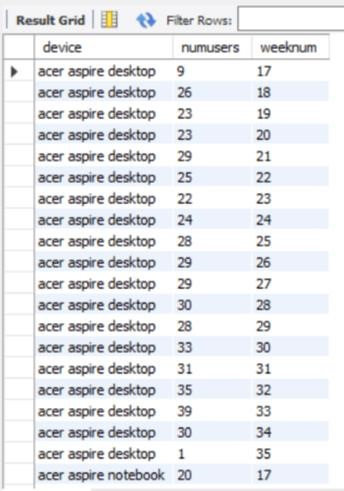 Result Grid Filter Rows:
device numusers weeknum
acer aspire desktop 9 17
acer aspire desktop 26 18
acer aspire desktop 23 19
acer aspire desktop 23 20
acer aspire desktop 29 21
acer aspire desktop 25 22
acer aspire desktop 22 23
acer aspire desktop 24 24
acer aspire desktop 28 25
acer aspire desktop 29 26
acer aspire desktop 29 27
acer aspire desktop 30 28
acer aspire desktop 28 29
acer aspire desktop 33 30
acer aspire desktop 31 31
acer aspire desktop 35 32
acer aspire desktop 39 33
acer aspire desktop 30 34
acer aspire desktop 1 35
acer aspire notebook 20 17